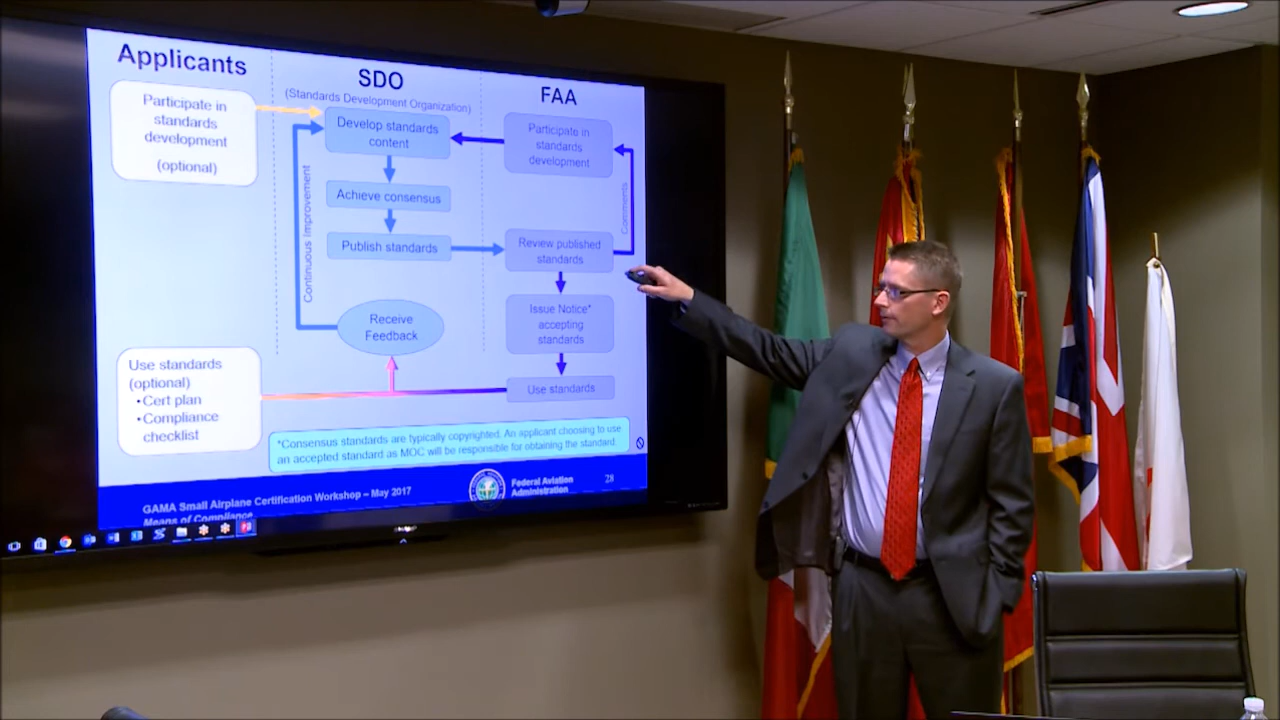 Applicants
SDO
(Standards Development Organization)
FAA
Participate in
standards
development
(optional)
Develop standards
content
Participate in
standards
development
Achieve consensus
Continuous Improvement
Comments
Publish standards
Review published
standards
Issue Notice*
accepting
standards
Receive
Feedback
Use standards
(optional)
•Cert plan
•Compliance
checklist
Use standards
*Consensus standards are typically copyrighted. An applicant choosing to use
an accepted standard as MOC will be responsible for obtaining the standard.
GAMA Small Airplane Certification Workshop – May 2017
Means of Compliance
Federal Aviation
Administration
28